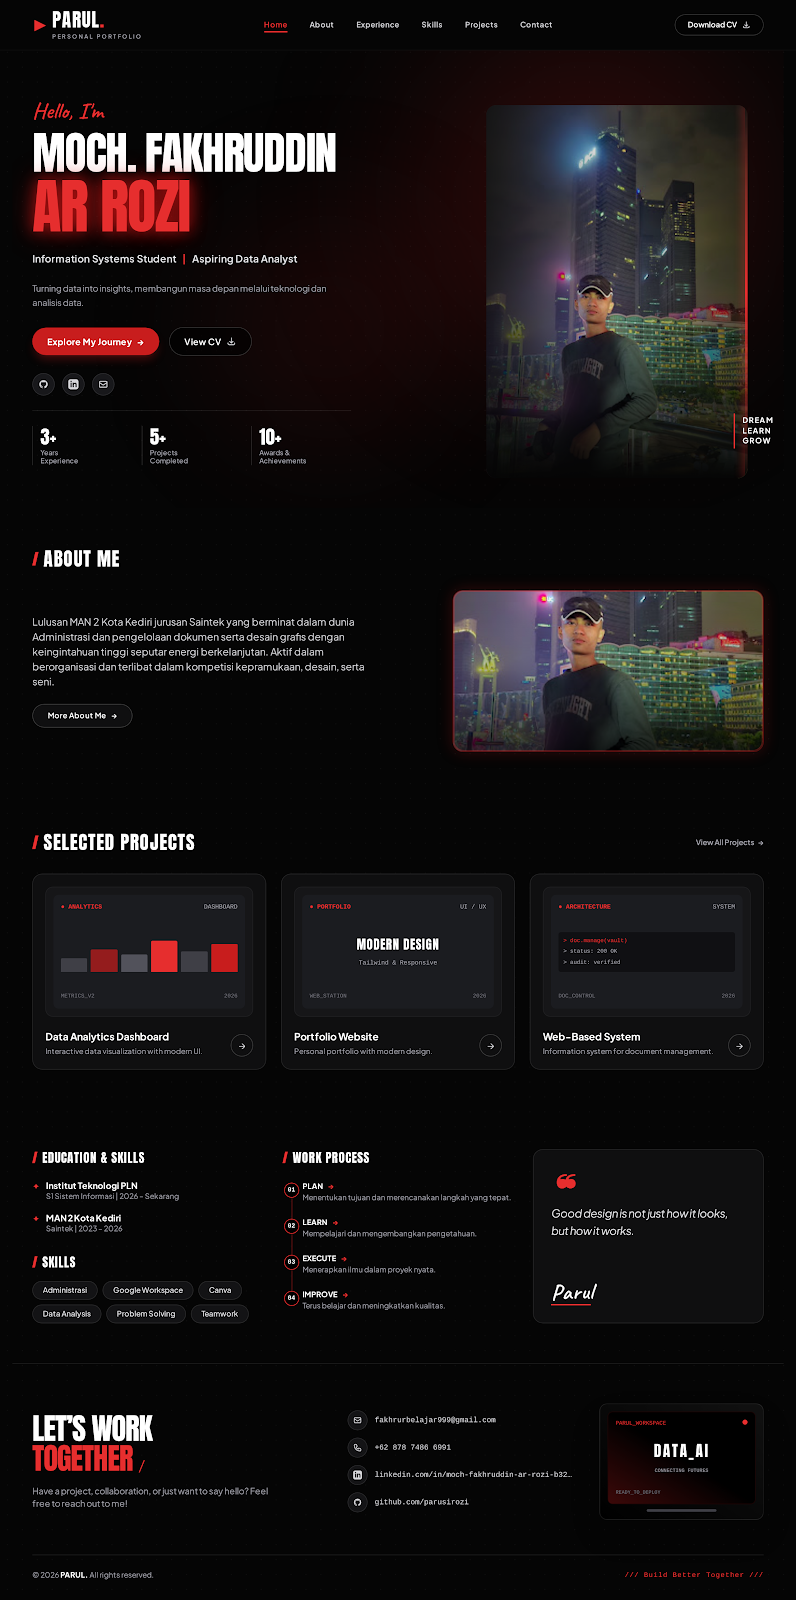 PARUL.
PERSONAL PORTFOLIO
Home
About
Experience
Skills
Projects
Contact
Download CV
Hello, I'm
MOCH. FAKHRUDDIN
AR ROZI
Information Systems Student | Aspiring Data Analyst
Turning data into insights, membangun masa depan melalui teknologi dan
analisis data.
Explore My Journey →
View CV
3+
Years
Experience
5+
Projects
Completed
10+
Awards &
Achievements
DREAM
LEARN
GROW
/ ABOUT ME
Lulusan MAN 2 Kota Kediri jurusan Saintek yang berminat dalam dunia
Administrasi dan pengelolaan dokumen serta desain grafis dengan
keingintahuan tinggi seputar energi berkelanjutan. Aktif dalam
berorganisasi dan terlibat dalam kompetisi kepramukaan, desain, serta
seni.
More About Me →
/ SELECTED PROJECTS
View All Projects →
• ANALYTICS
DASHBOARD
METRICS_V2
2026
Data Analytics Dashboard
Interactive data visualization with modern UI.
• PORTFOLIO
UI / UX
MODERN DESIGN
Tailwind & Responsive
WEB_STATION
2026
Portfolio Website
Personal portfolio with modern design.
• ARCHITECTURE
SYSTEM
> doc.manage(vault)
> status: 200 OK
> audit: verified
DOC_CONTROL
2026
Web-Based System
Information system for document management.
/ EDUCATION & SKILLS
Institut Teknologi PLN
S1 Sistem Informasi | 2026 - Sekarang
MAN 2 Kota Kediri
Saintek | 2023 - 2026
/ SKILLS
Administrasi
Google Workspace
Canva
Data Analysis
Problem Solving
Teamwork
/ WORK PROCESS
01 PLAN →
Menentukan tujuan dan merencanakan langkah yang tepat.
02 LEARN →
Mempelajari dan mengembangkan pengetahuan.
03 EXECUTE →
Menerapkan ilmu dalam proyek nyata.
04 IMPROVE →
Terus belajar dan meningkatkan kualitas.
Good design is not just how it looks,
but how it works.
Parul
LET'S WORK
TOGETHER /
Have a project, collaboration, or just want to say hello? Feel
free to reach out to me!
fakhrurbelajar999@gmail.com
+62 878 7486 6991
linkedin.com/in/moch-fakhruddin-ar-rozi-b32…
github.com/parusirozi
PARUL_WORKSPACE
DATA_AI
CONNECTING FUTURES
READY_TO_DEPLOY
© 2026 PARUL. All rights reserved.
/// Build Better Together ///